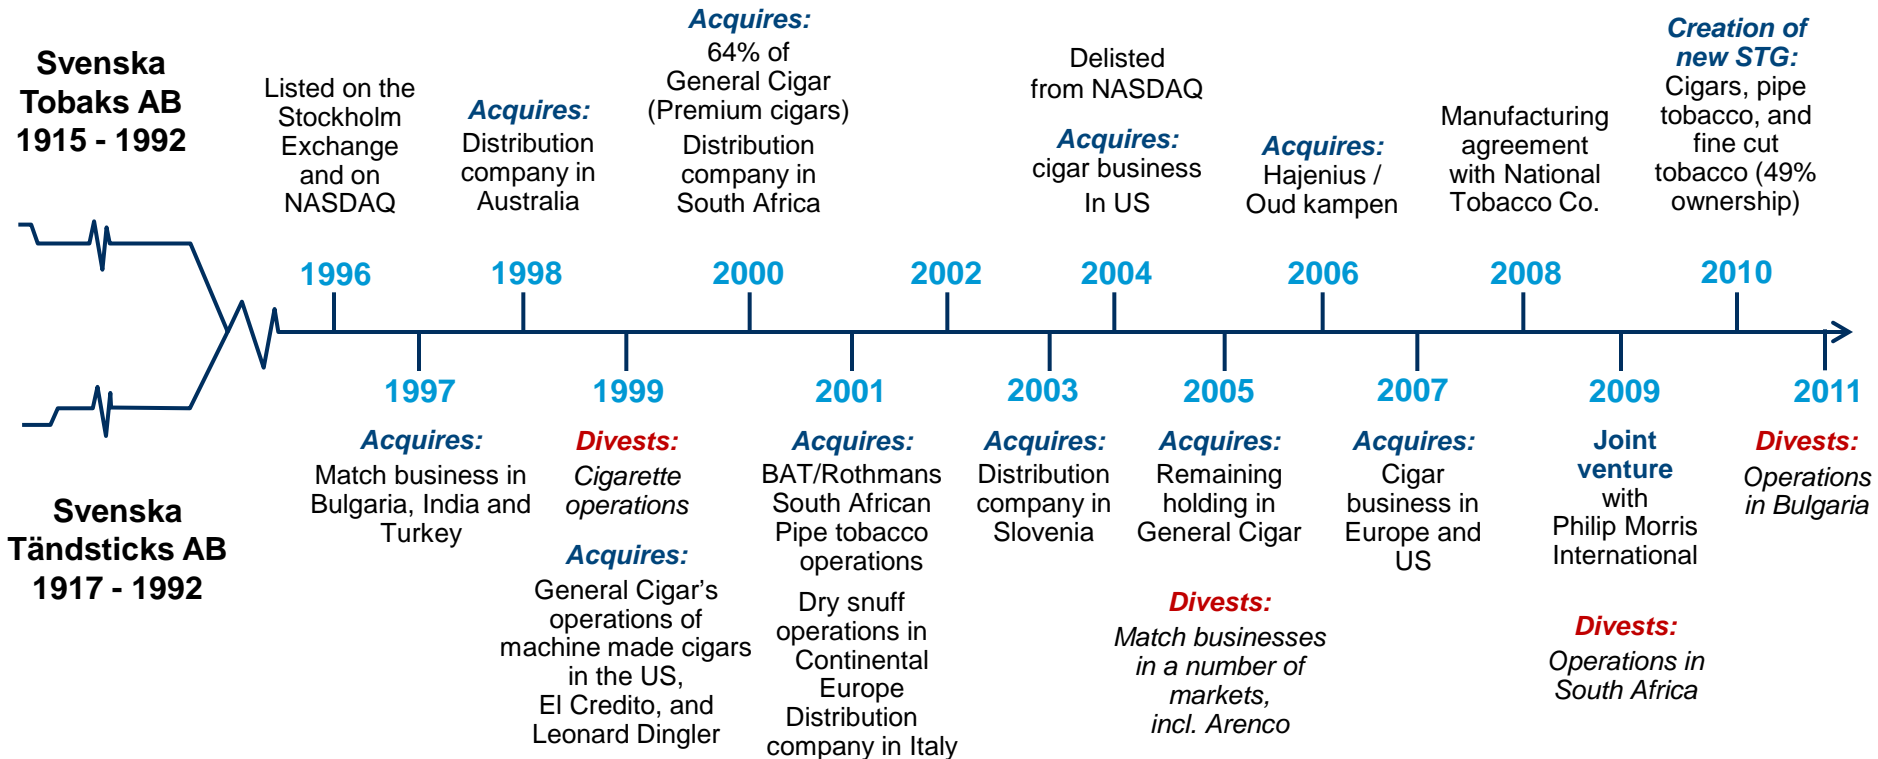 Svenska
Tobaks AB
1915 - 1992
Listed on the
Stockholm
Exchange
and on
NASDAQ
Acquires:
Distribution
company in
Australia
Acquires:
64% of
General Cigar
(Premium cigars)
Distribution
company in
South Africa
Delisted
from NASDAQ
Acquires:
cigar business
In US
Acquires:
Hajenius /
Oud kampen
Manufacturing
agreement
with National
Tobacco Co.
Creation of
new STG:
Cigars, pipe
tobacco, and
fine cut
tobacco (49%
ownership)
1996
1998
2000
2002
2004
2006
2008
2010
1997
1999
2001
2003
2005
2007
2009
2011
Svenska
Tändsticks AB
1917 - 1992
Acquires:
Match business in
Bulgaria, India and
Turkey
Divests:
Cigarette
operations
Acquires:
General Cigar's
operations of
machine made cigars
in the US,
El Credito, and
Leonard Dingler
Acquires:
BAT/Rothmans
South African
Pipe tobacco
operations
Dry snuff
operations in
Continental
Europe
Distribution
company in Italy
Acquires:
Distribution
company in
Slovenia
Acquires:
Remaining
holding in
General Cigar
Divests:
Match businesses
in a number of
markets,
incl. Arenco
Acquires:
Cigar
business in
Europe and
US
Joint
venture
with
Philip Morris
International
Divests:
Operations in
South Africa
Divests:
Operations
in Bulgaria